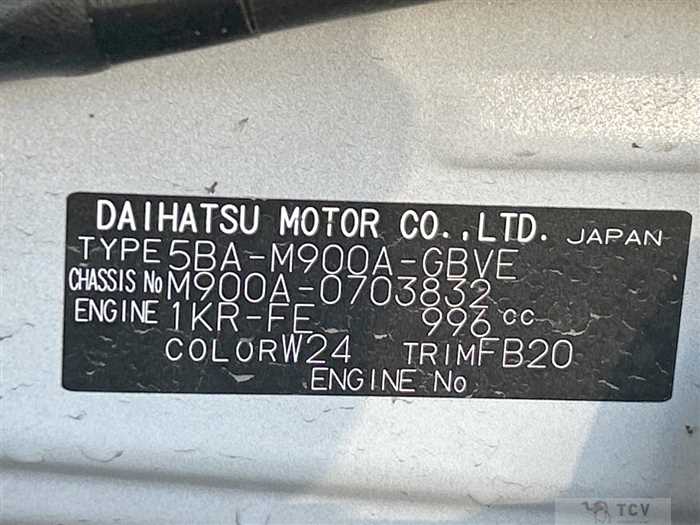 DAIHATSU MOTOR CO.,LTD. JAPAN
TYPE 5BA-M900A-GBVE
CHASSIS No M900A-0703832
ENGINE 1KR-FE 996 cc
COLOR W24 TRIM FB20
ENGINE No
TCV